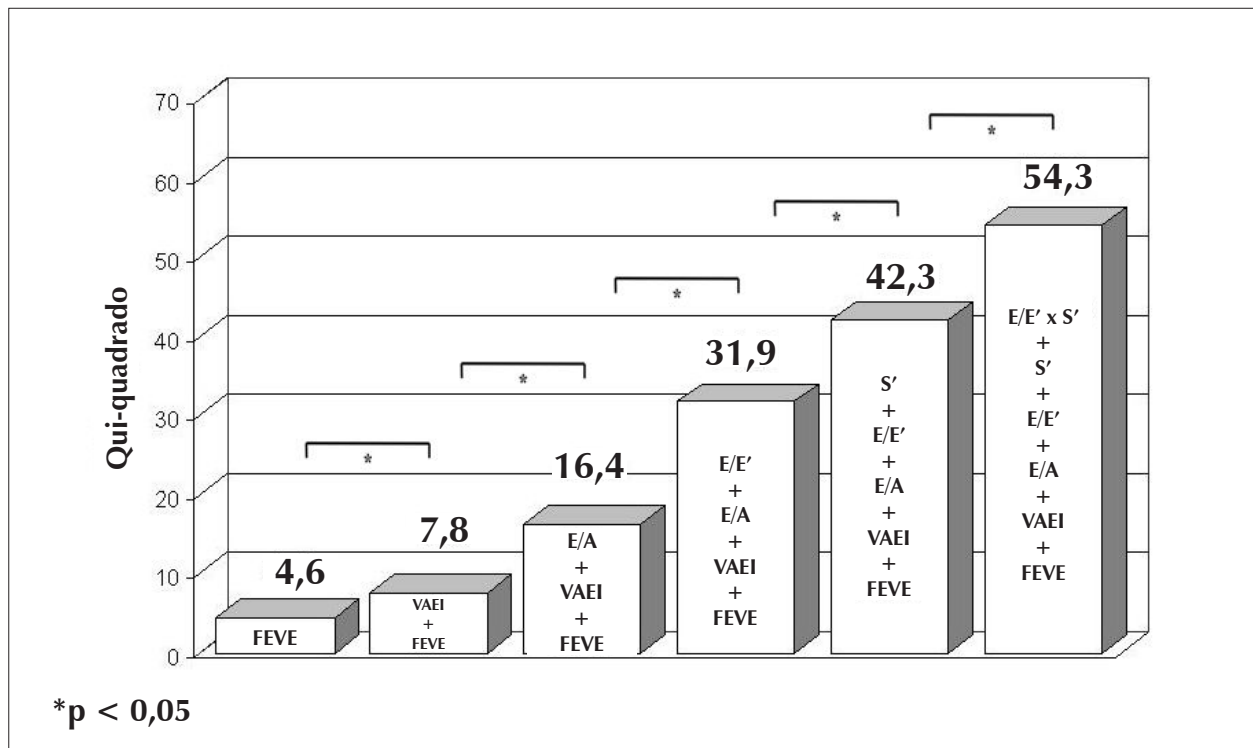 Qui-quadrado
70
60
50
40
30
20
10
0
4,6
7,8
16,4
31,9
42,3
54,3
*
*
*
*
*
FEVE
VAEI
+
FEVE
E/A
+
VAEI
+
FEVE
E/E’
+
E/A
+
VAEI
+
FEVE
S’
+
E/E’
+
E/A
+
VAEI
+
FEVE
E/E’ x S’
+
S’
+
E/E’
+
E/A
+
VAEI
+
FEVE
*p < 0,05